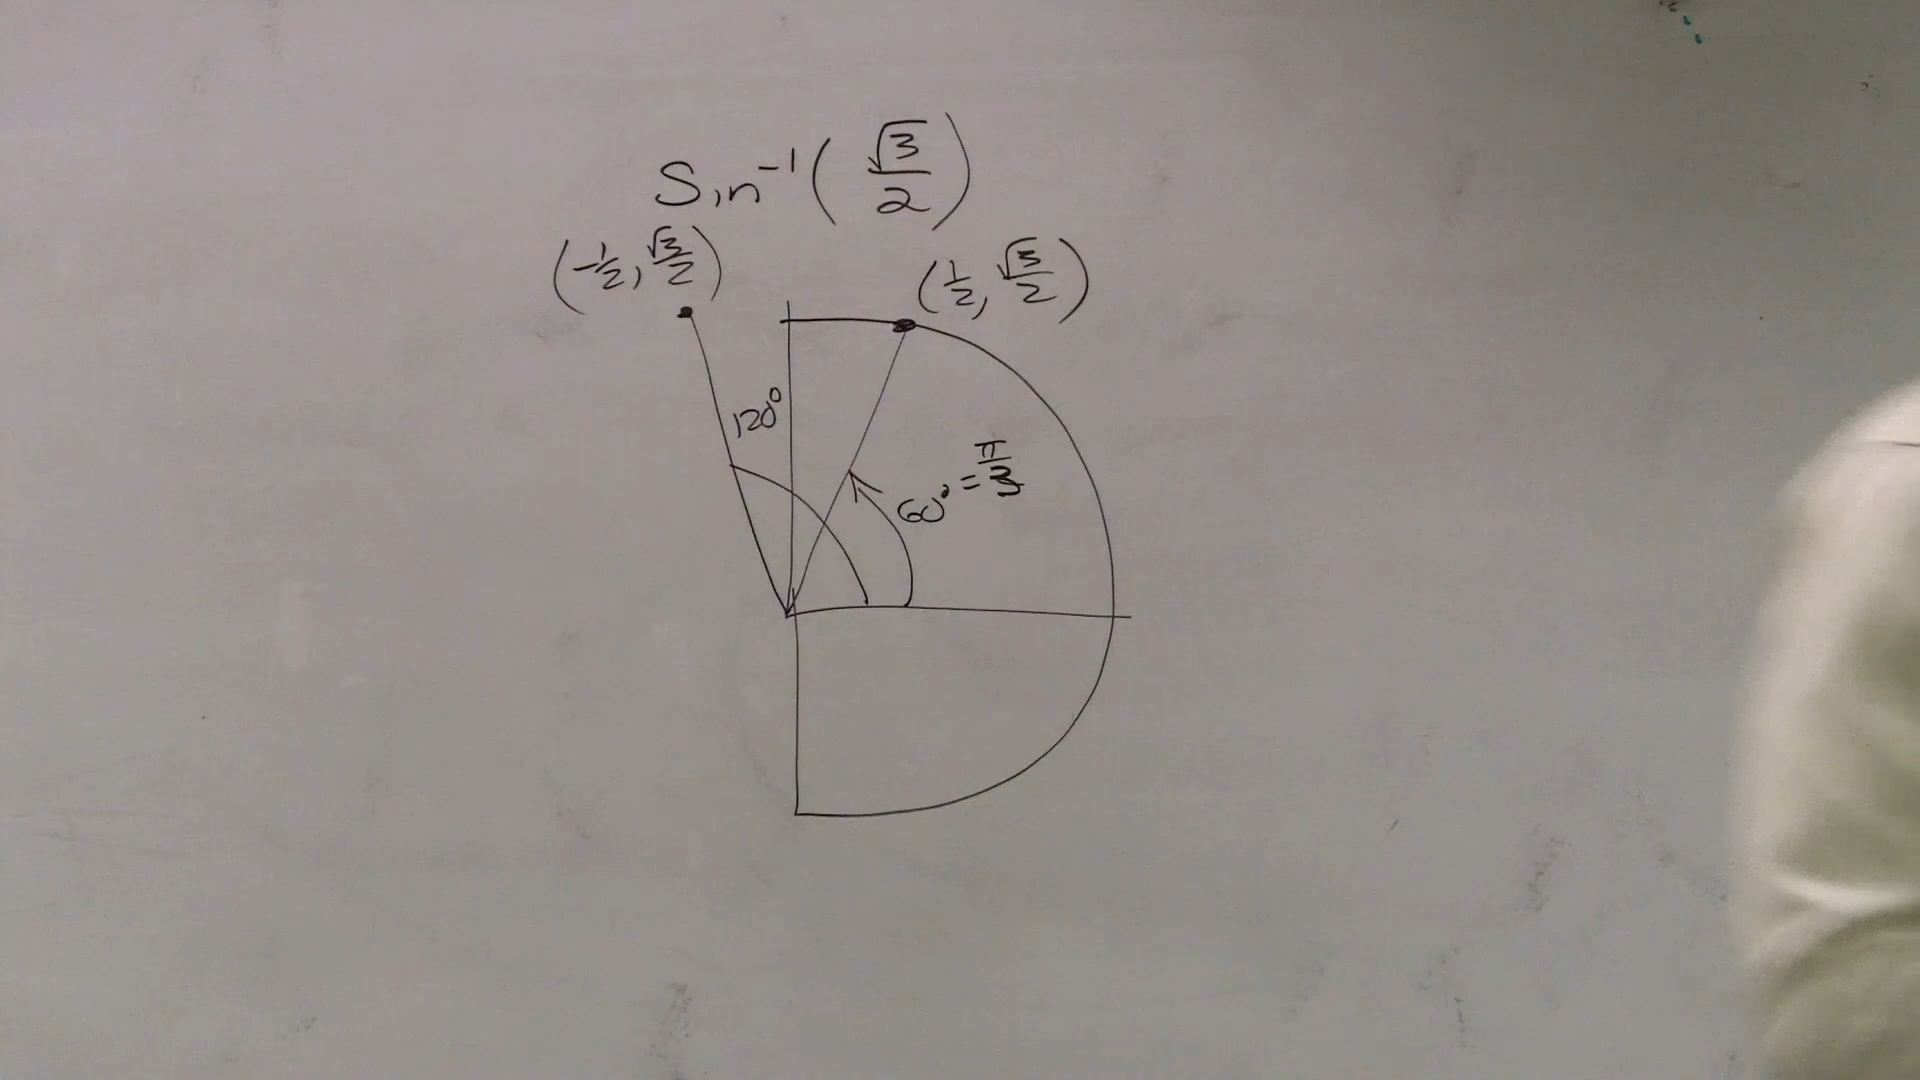 Sin⁻¹(√3/2)
(-1/2, √3/2)
(1/2, √3/2)
120°
60° = π/3